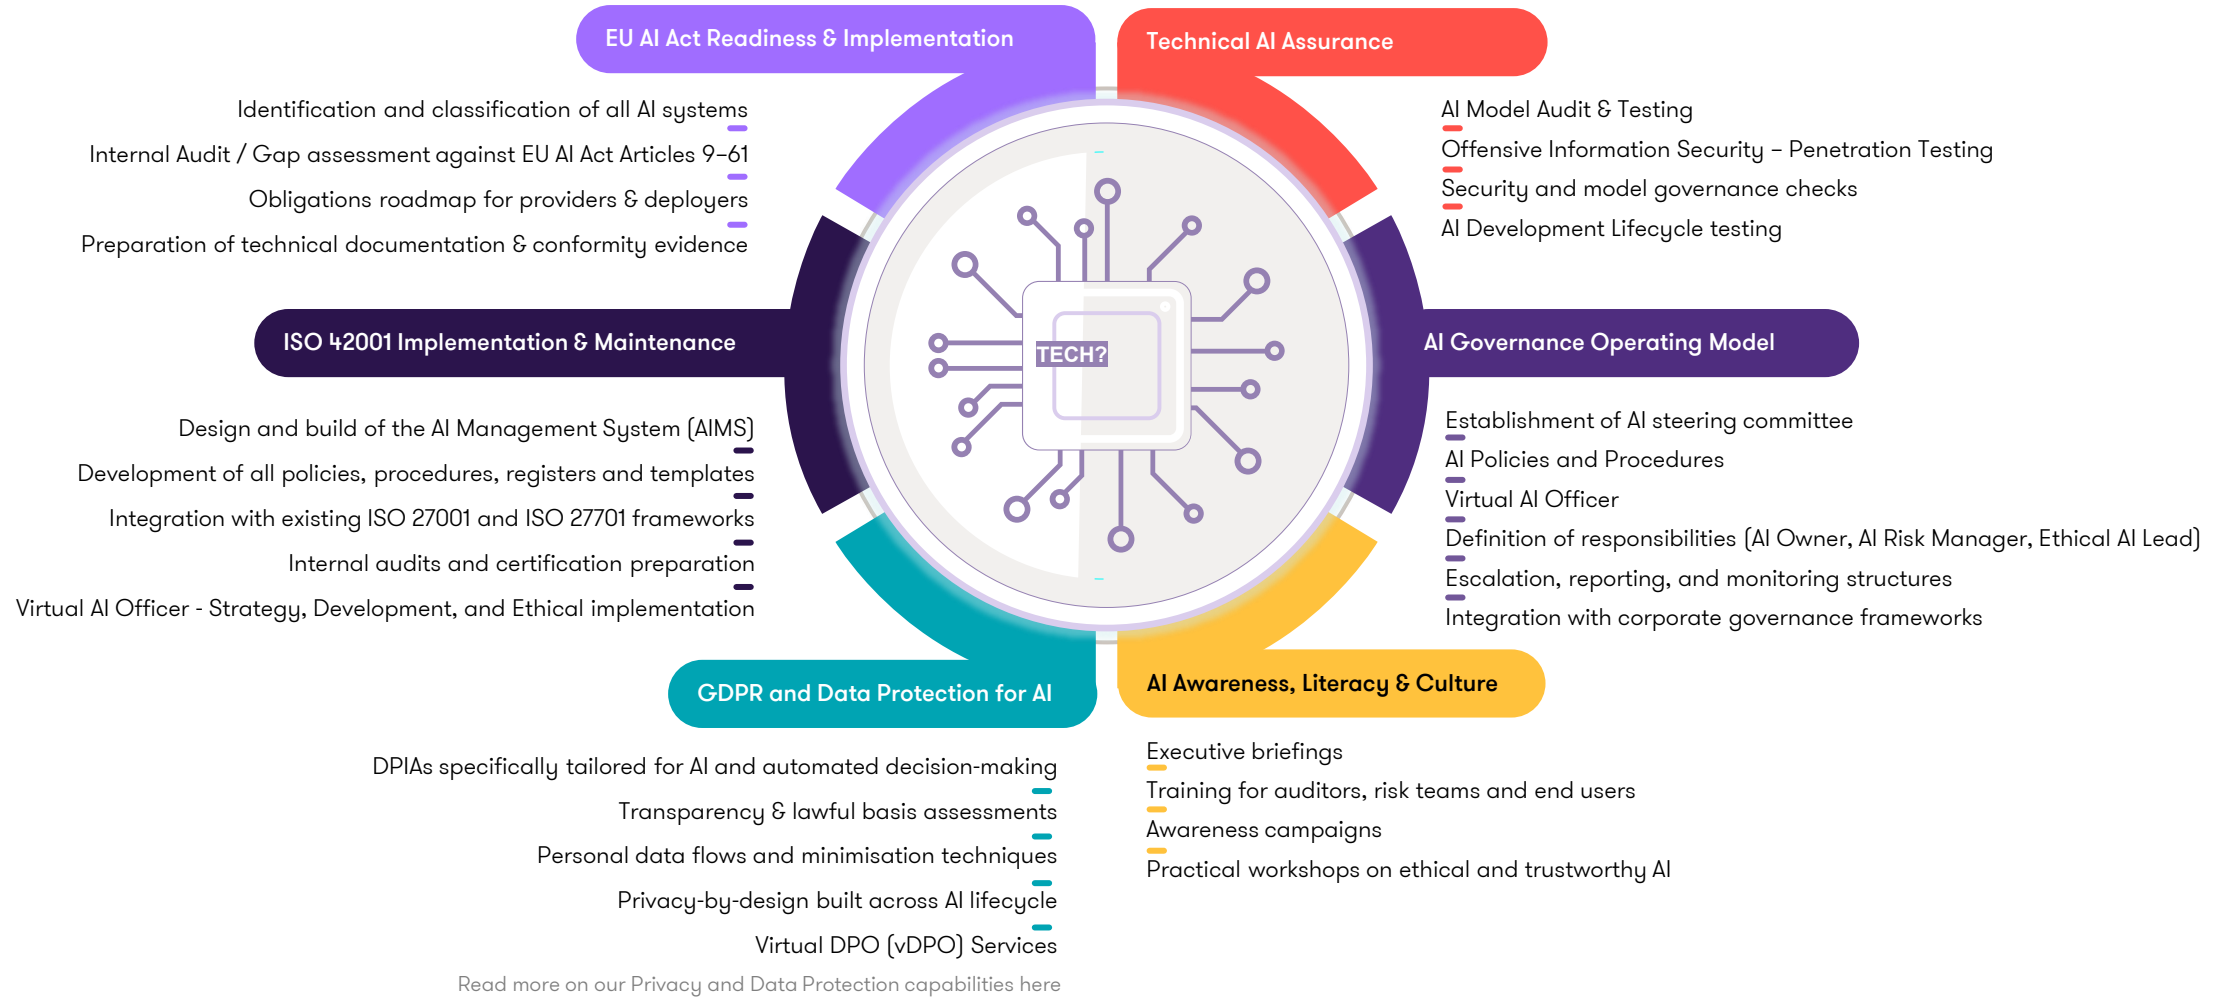 EU AI Act Readiness & Implementation
Identification and classification of all AI systems
Internal Audit / Gap assessment against EU AI Act Articles 9–61
Obligations roadmap for providers & deployers
Preparation of technical documentation & conformity evidence
ISO 42001 Implementation & Maintenance
Design and build of the AI Management System (AIMS)
Development of all policies, procedures, registers and templates
Integration with existing ISO 27001 and ISO 27701 frameworks
Internal audits and certification preparation
Virtual AI Officer - Strategy, Development, and Ethical implementation
GDPR and Data Protection for AI
DPIAs specifically tailored for AI and automated decision-making
Transparency & lawful basis assessments
Personal data flows and minimisation techniques
Privacy-by-design built across AI lifecycle
Virtual DPO (vDPO) Services
Read more on our Privacy and Data Protection capabilities here
TECH?
Technical AI Assurance
AI Model Audit & Testing
Offensive Information Security – Penetration Testing
Security and model governance checks
AI Development Lifecycle testing
AI Governance Operating Model
Establishment of AI steering committee
AI Policies and Procedures
Virtual AI Officer
Definition of responsibilities (AI Owner, AI Risk Manager, Ethical AI Lead)
Escalation, reporting, and monitoring structures
Integration with corporate governance frameworks
AI Awareness, Literacy & Culture
Executive briefings
Training for auditors, risk teams and end users
Awareness campaigns
Practical workshops on ethical and trustworthy AI